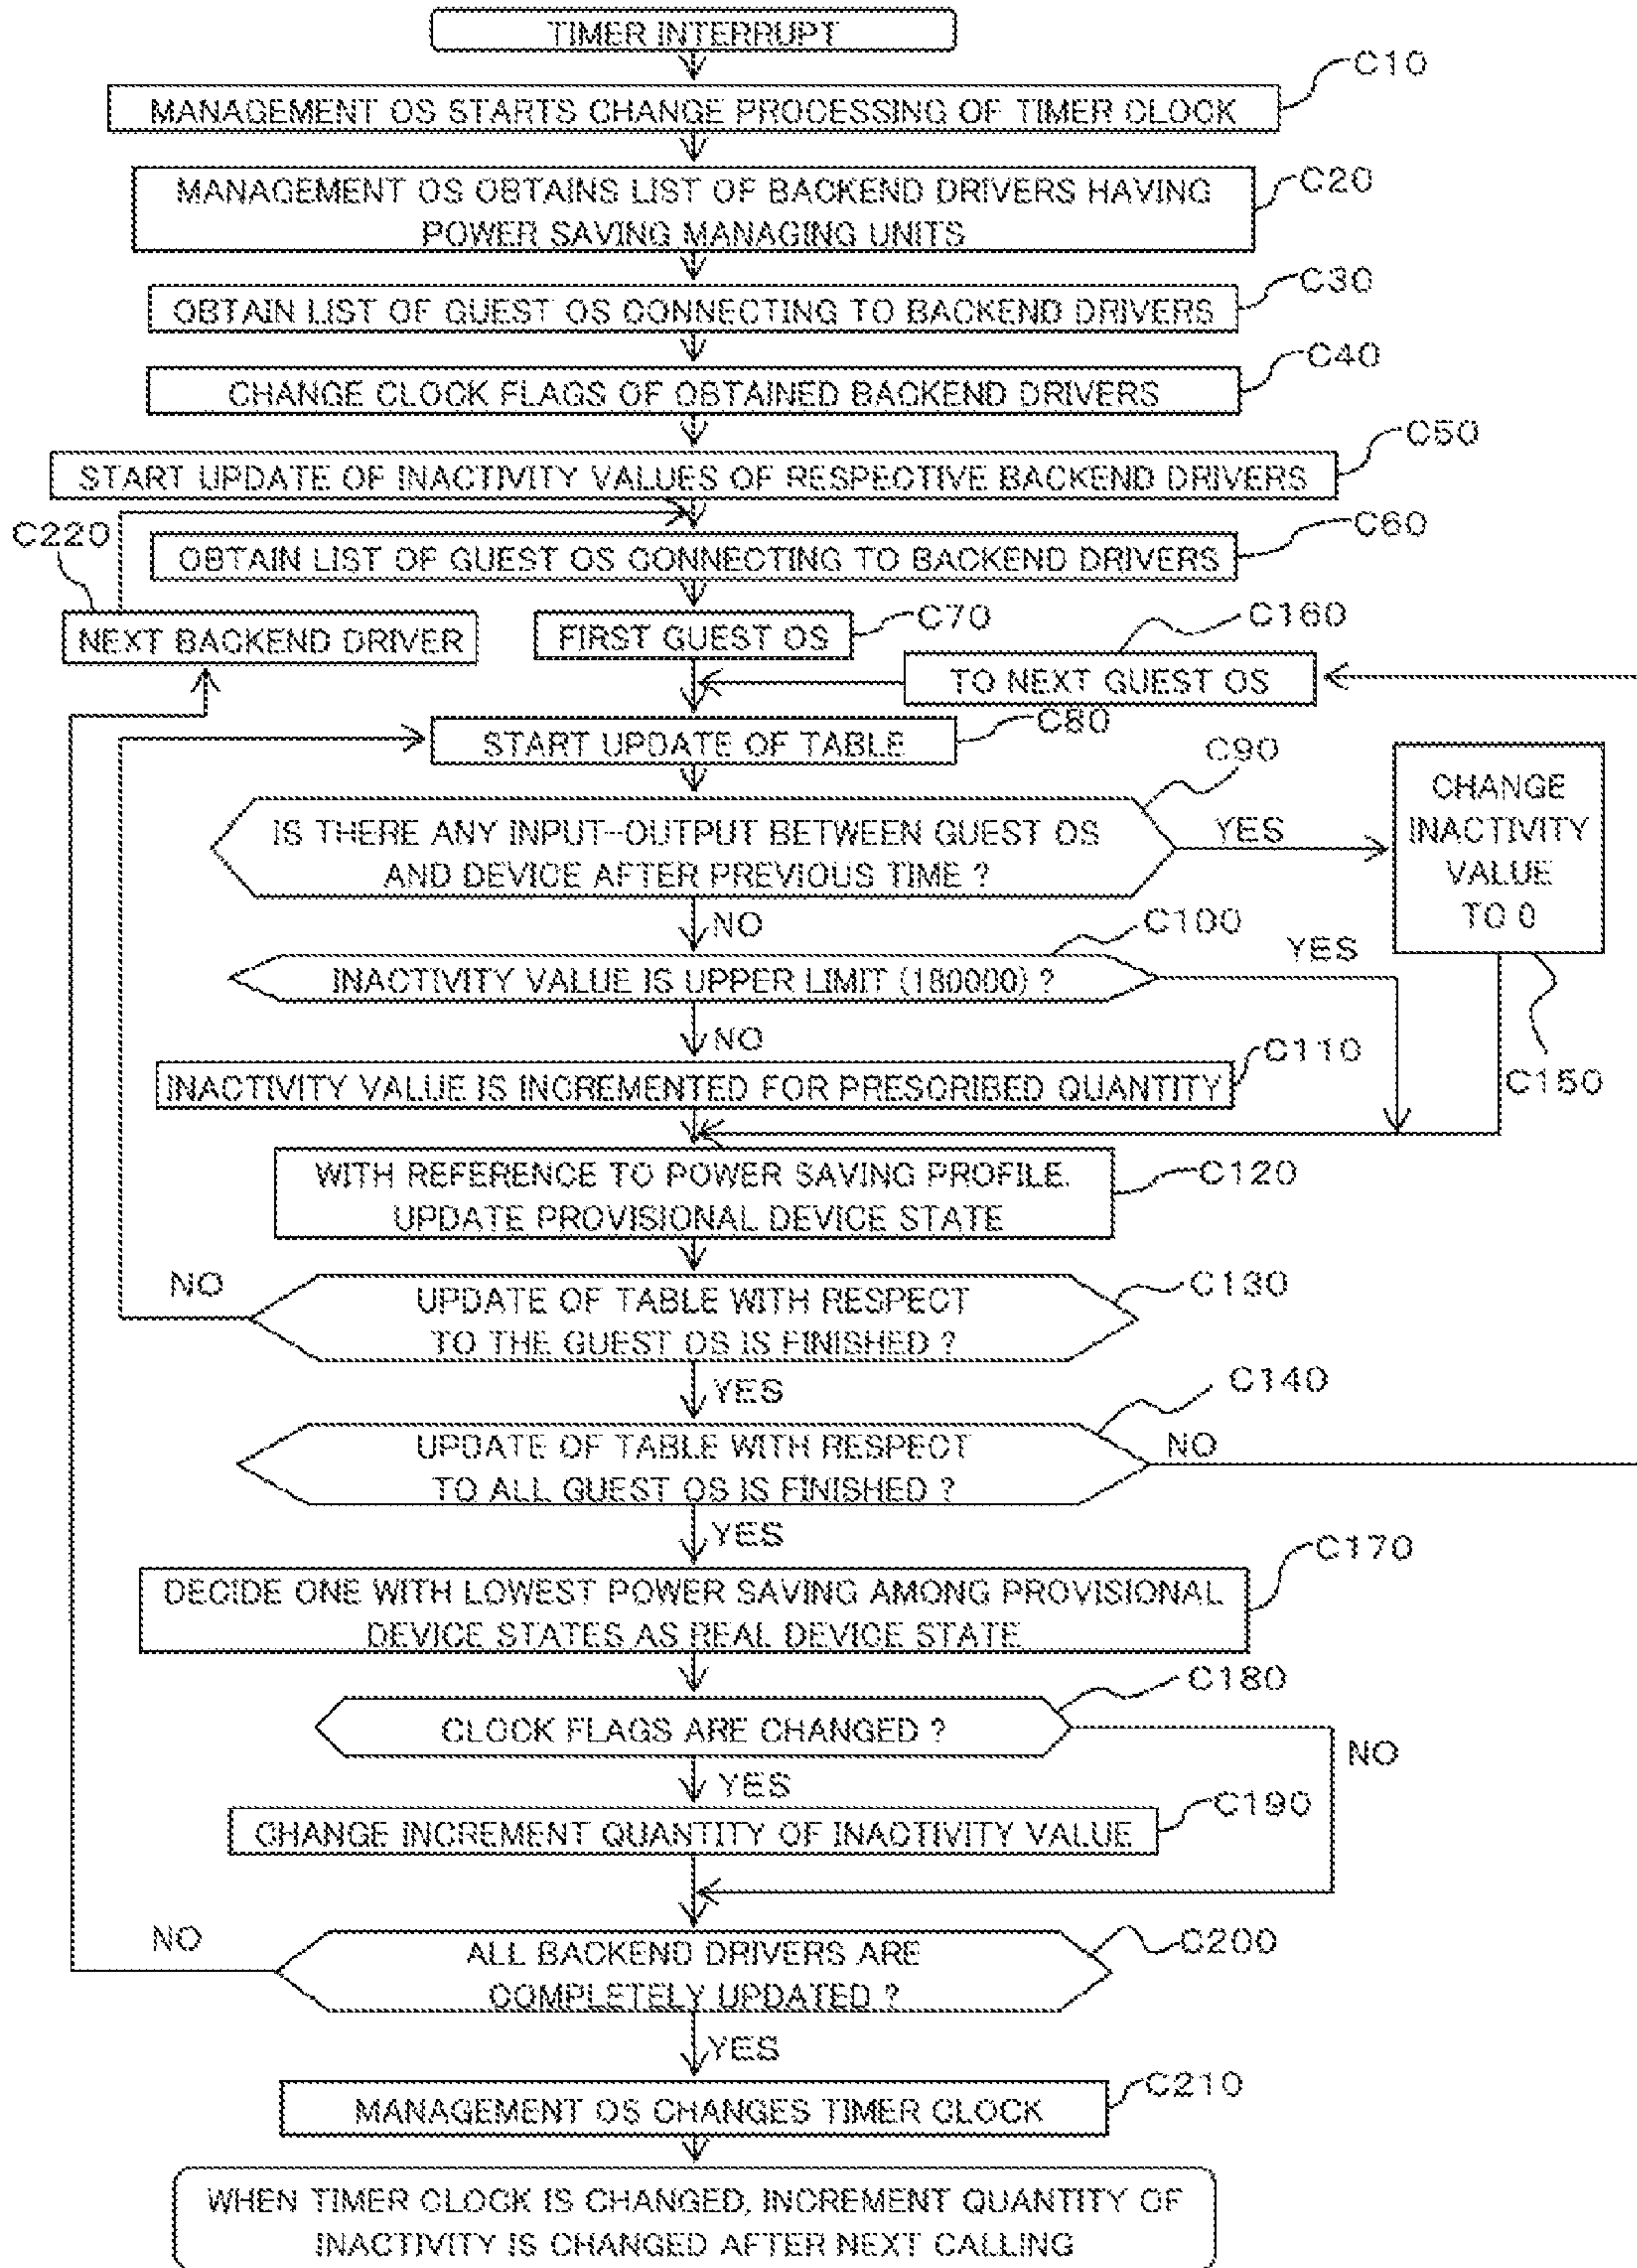 TIMER INTERRUPT
C10
MANAGEMENT OS STARTS CHANGE PROCESSING OF TIMER CLOCK
C20
MANAGEMENT OS OBTAINS LIST OF BACKEND DRIVERS HAVING
POWER SAVING MANAGING UNITS
C30
OBTAIN LIST OF GUEST OS CONNECTING TO BACKEND DRIVERS
C40
CHANGE CLOCK FLAGS OF OBTAINED BACKEND DRIVERS
C50
START UPDATE OF INACTIVITY VALUES OF RESPECTIVE BACKEND DRIVERS
C220
C60
OBTAIN LIST OF GUEST OS CONNECTING TO BACKEND DRIVERS
NEXT BACKEND DRIVER
FIRST GUEST OS
C70
C160
TO NEXT GUEST OS
C80
START UPDATE OF TABLE
C90
IS THERE ANY INPUT-OUTPUT BETWEEN GUEST OS
AND DEVICE AFTER PREVIOUS TIME ?
YES
CHANGE
INACTIVITY
VALUE
TO 0
NO
C100
INACTIVITY VALUE IS UPPER LIMIT (180000) ?
YES
NO
C110
INACTIVITY VALUE IS INCREMENTED FOR PRESCRIBED QUANTITY
C150
WITH REFERENCE TO POWER SAVING PROFILE,
UPDATE PROVISIONAL DEVICE STATE
C120
NO
UPDATE OF TABLE WITH RESPECT
TO THE GUEST OS IS FINISHED ?
C130
YES
C140
UPDATE OF TABLE WITH RESPECT
TO ALL GUEST OS IS FINISHED ?
NO
YES
C170
DECIDE ONE WITH LOWEST POWER SAVING AMONG PROVISIONAL
DEVICE STATES AS REAL DEVICE STATE
C180
CLOCK FLAGS ARE CHANGED ?
NO
YES
C190
CHANGE INCREMENT QUANTITY OF INACTIVITY VALUE
NO
ALL BACKEND DRIVERS ARE
COMPLETELY UPDATED ?
C200
YES
C210
MANAGEMENT OS CHANGES TIMER CLOCK
WHEN TIMER CLOCK IS CHANGED, INCREMENT QUANTITY OF
INACTIVITY IS CHANGED AFTER NEXT CALLING